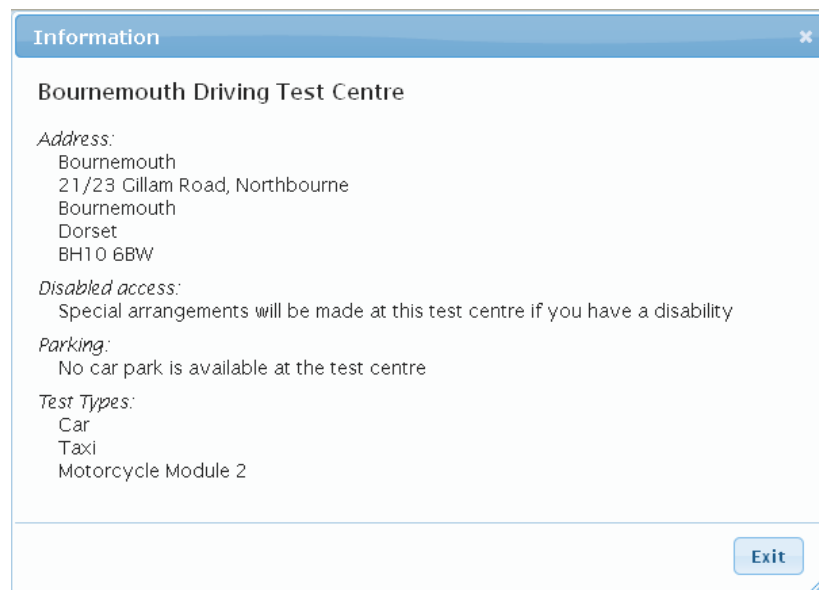 Information
Bournemouth Driving Test Centre
Address:
Bournemouth
21/23 Gillam Road, Northbourne
Bournemouth
Dorset
BH10 6BW
Disabled access:
Special arrangements will be made at this test centre if you have a disability
Parking:
No car park is available at the test centre
Test Types:
Car
Taxi
Motorcycle Module 2
Exit